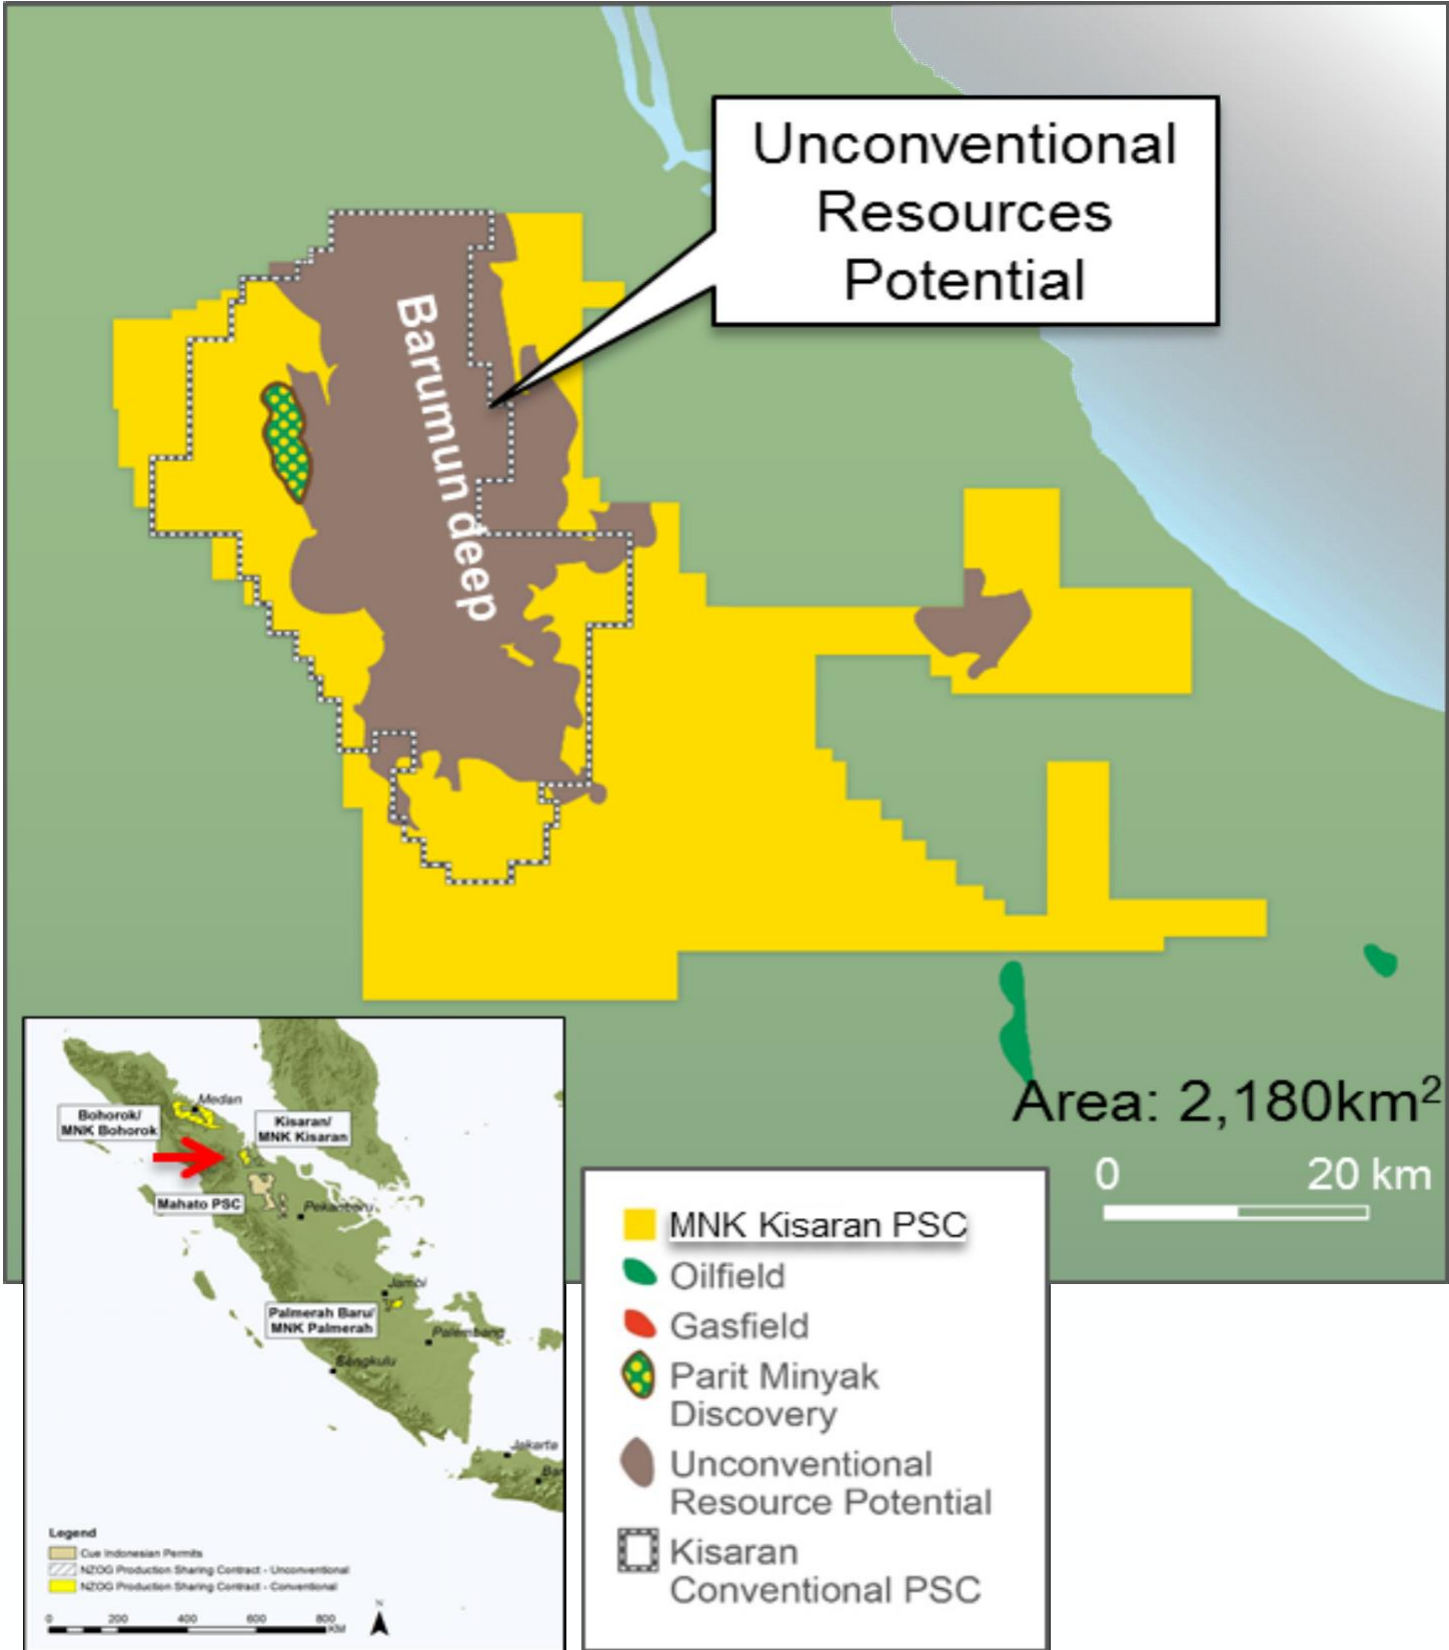 Unconventional
Resources
Potential
Barumun deep
Area: 2,180km²
0 20 km
MNK Kisaran PSC
Oilfield
Gasfield
Parit Minyak
Discovery
Unconventional
Resource Potential
Kisaran
Conventional PSC
Medan
Bohorok/
MNK Bohorok
Kisaran/
MNK Kisaran
Mahato PSC
Pekanbaru
Jambi
Palmerah Baru/
MNK Palmerah
Palembang
Bengkulu
Jakarta
Ban
Legend
Cue Indonesian Permits
NZOG Production Sharing Contract - Unconventional
NZOG Production Sharing Contract - Conventional
0 200 400 600 800
KM
N